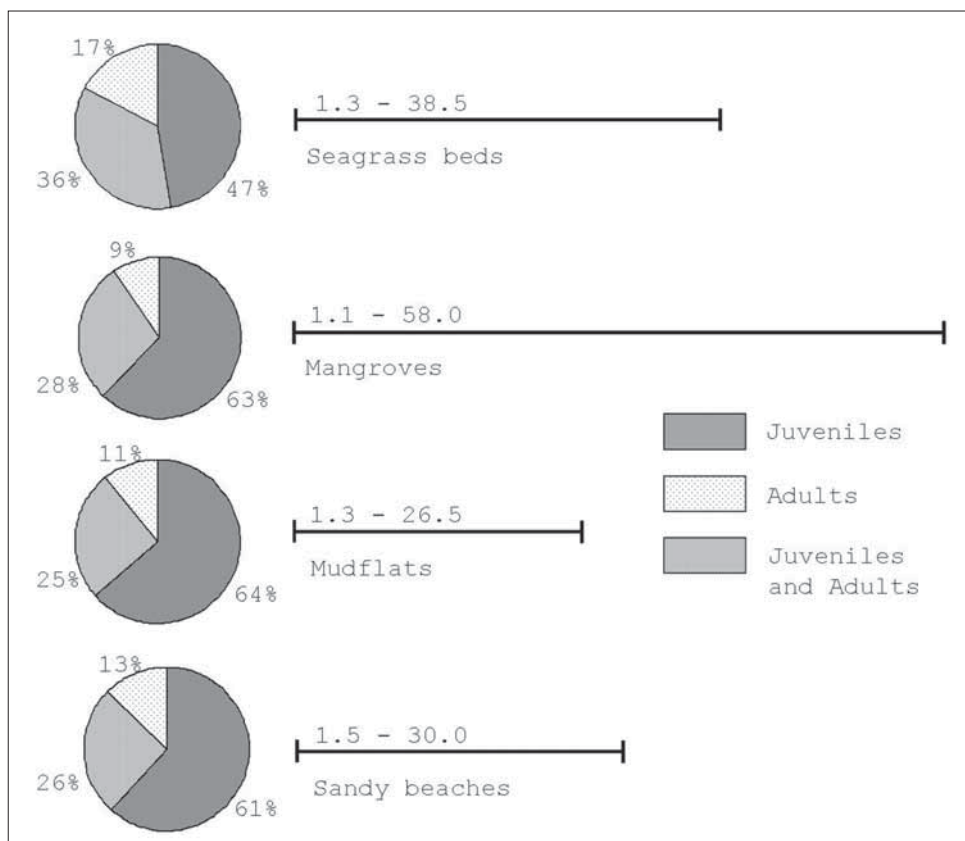 17%
1.3 - 38.5
Seagrass beds
36%
47%
9%
1.1 - 58.0
Mangroves
28%
63%
Juveniles
11%
Adults
1.3 - 26.5
Mudflats
Juveniles
and Adults
25%
64%
13%
1.5 - 30.0
Sandy beaches
26%
61%